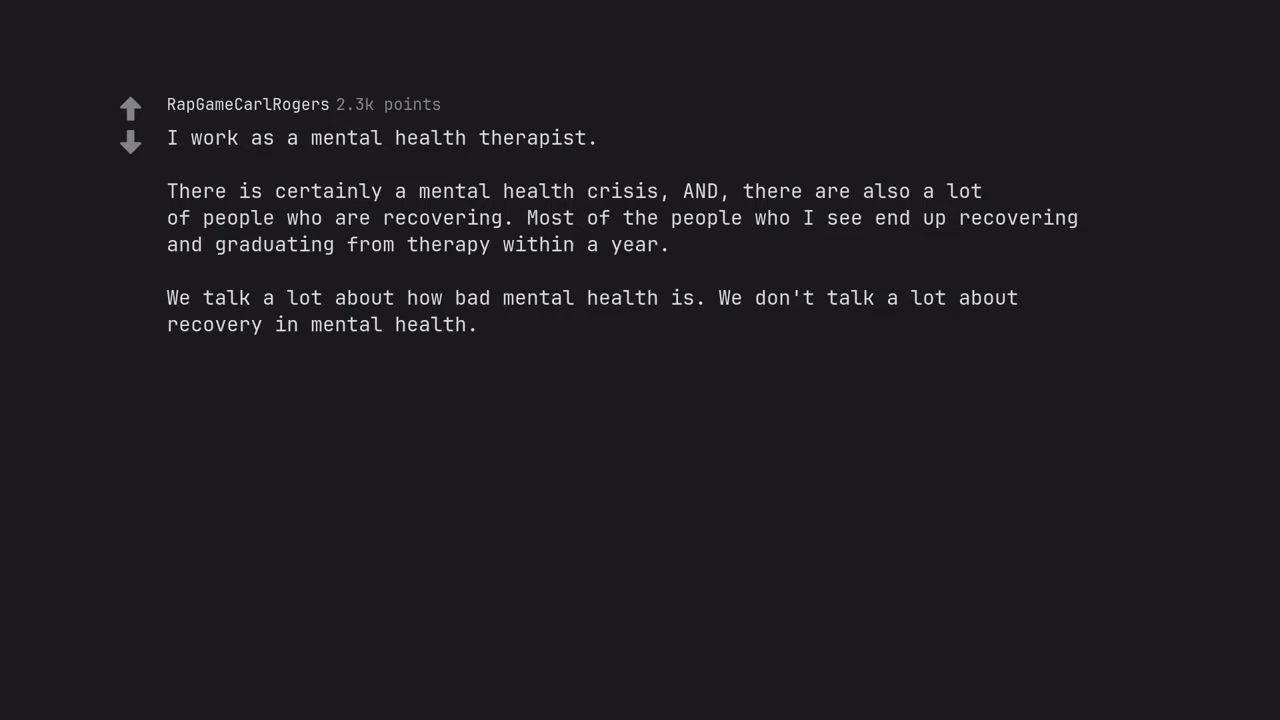 RapGameCarlRogers 2.3k points
I work as a mental health therapist.
There is certainly a mental health crisis, AND, there are also a lot
of people who are recovering. Most of the people who I see end up recovering
and graduating from therapy within a year.
We talk a lot about how bad mental health is. We don't talk a lot about
recovery in mental health.